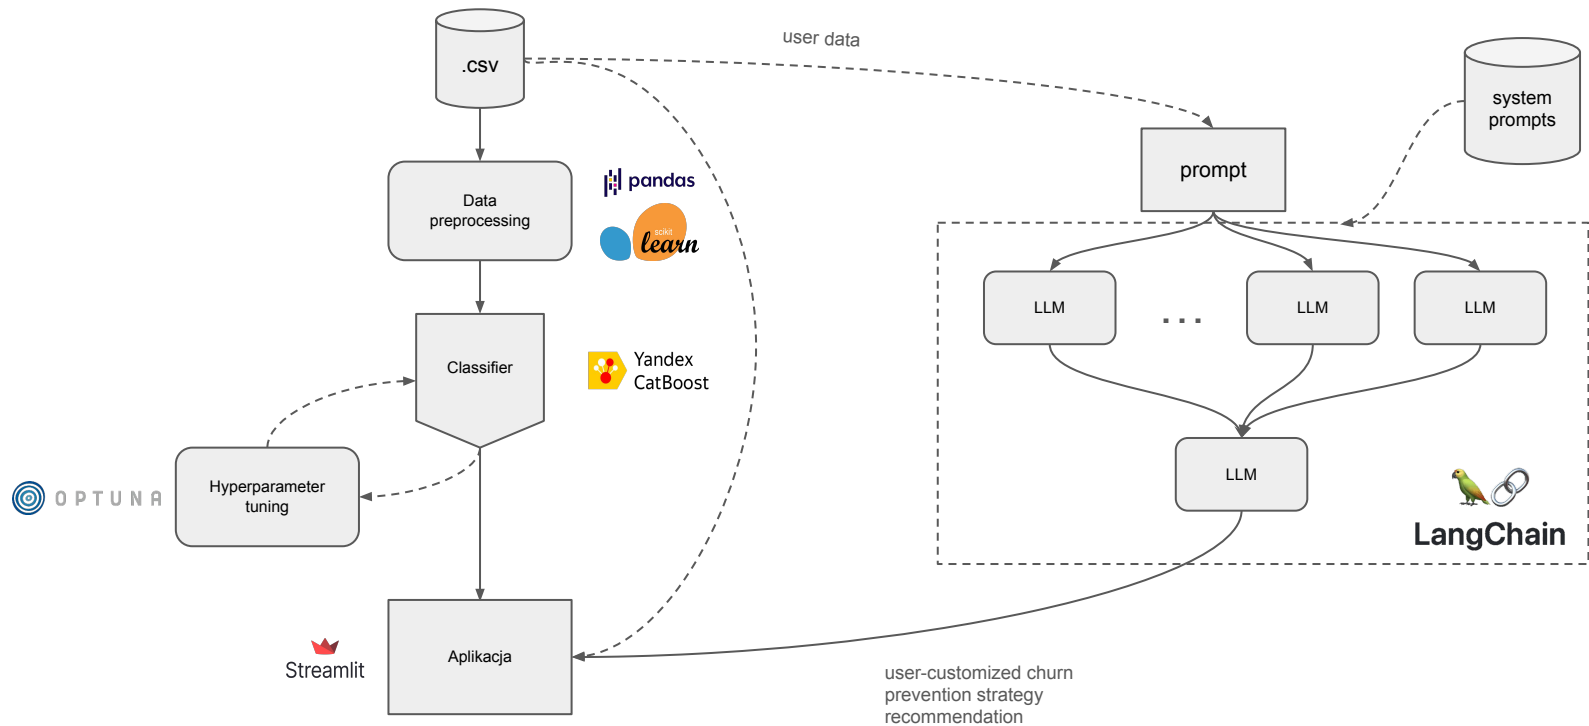 .csv
user data
system
prompts
prompt
Data
preprocessing
pandas
scikit
learn
LLM
. . .
LLM
LLM
Classifier
Yandex
CatBoost
LLM
OPTUNA
Hyperparameter
tuning
LangChain
Streamlit
Aplikacja
user-customized churn
prevention strategy
recommendation